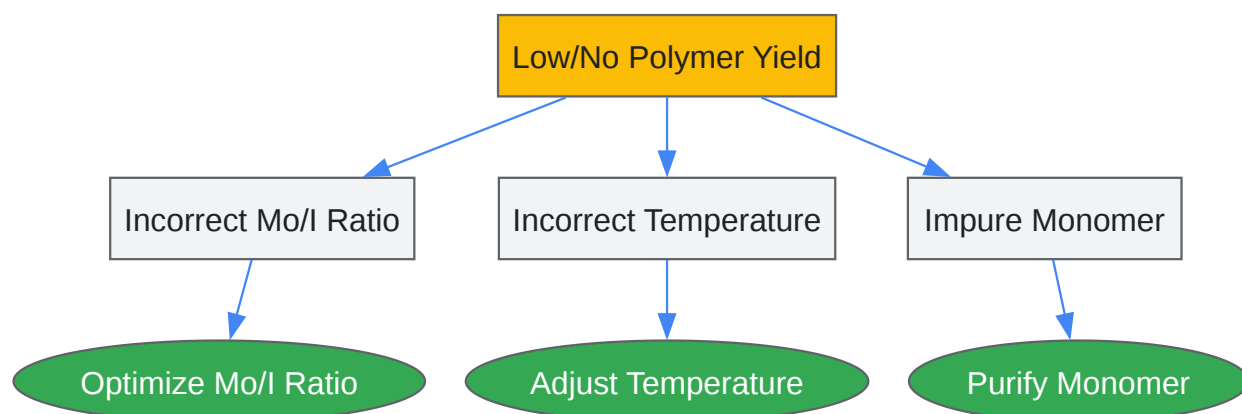 Low/No Polymer Yield
Incorrect Mo/I Ratio
Incorrect Temperature
Impure Monomer
Optimize Mo/I Ratio
Adjust Temperature
Purify Monomer